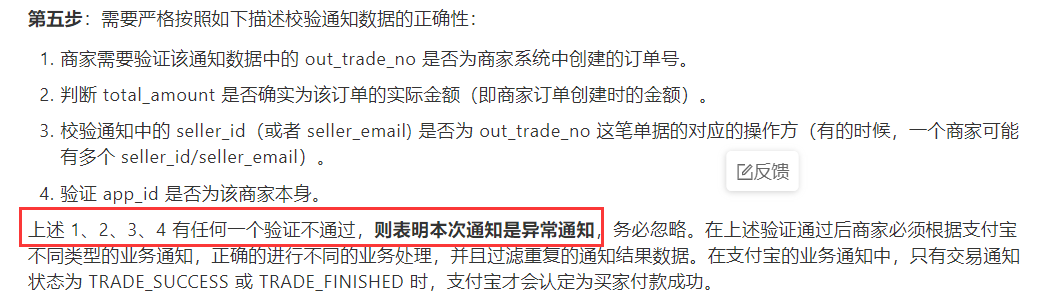 第五步：需要严格按照如下描述校验通知数据的正确性：
1. 商家需要验证该通知数据中的 out_trade_no 是否为商家系统中创建的订单号。
2. 判断 total_amount 是否确实为该订单的实际金额（即商家订单创建时的金额）。
3. 校验通知中的 seller_id（或者 seller_email) 是否为 out_trade_no 这笔单据的对应的操作方（有的时候，一个商家可能
有多个 seller_id/seller_email）。
反馈
4. 验证 app_id 是否为该商家本身。
上述 1、2、3、4 有任何一个验证不通过，则表明本次通知是异常通知，务必忽略。在上述验证通过后商家必须根据支付宝
不同类型的业务通知，正确的进行不同的业务处理，并且过滤重复的通知结果数据。在支付宝的业务通知中，只有交易通知
状态为 TRADE_SUCCESS 或 TRADE_FINISHED 时，支付宝才会认定为买家付款成功。